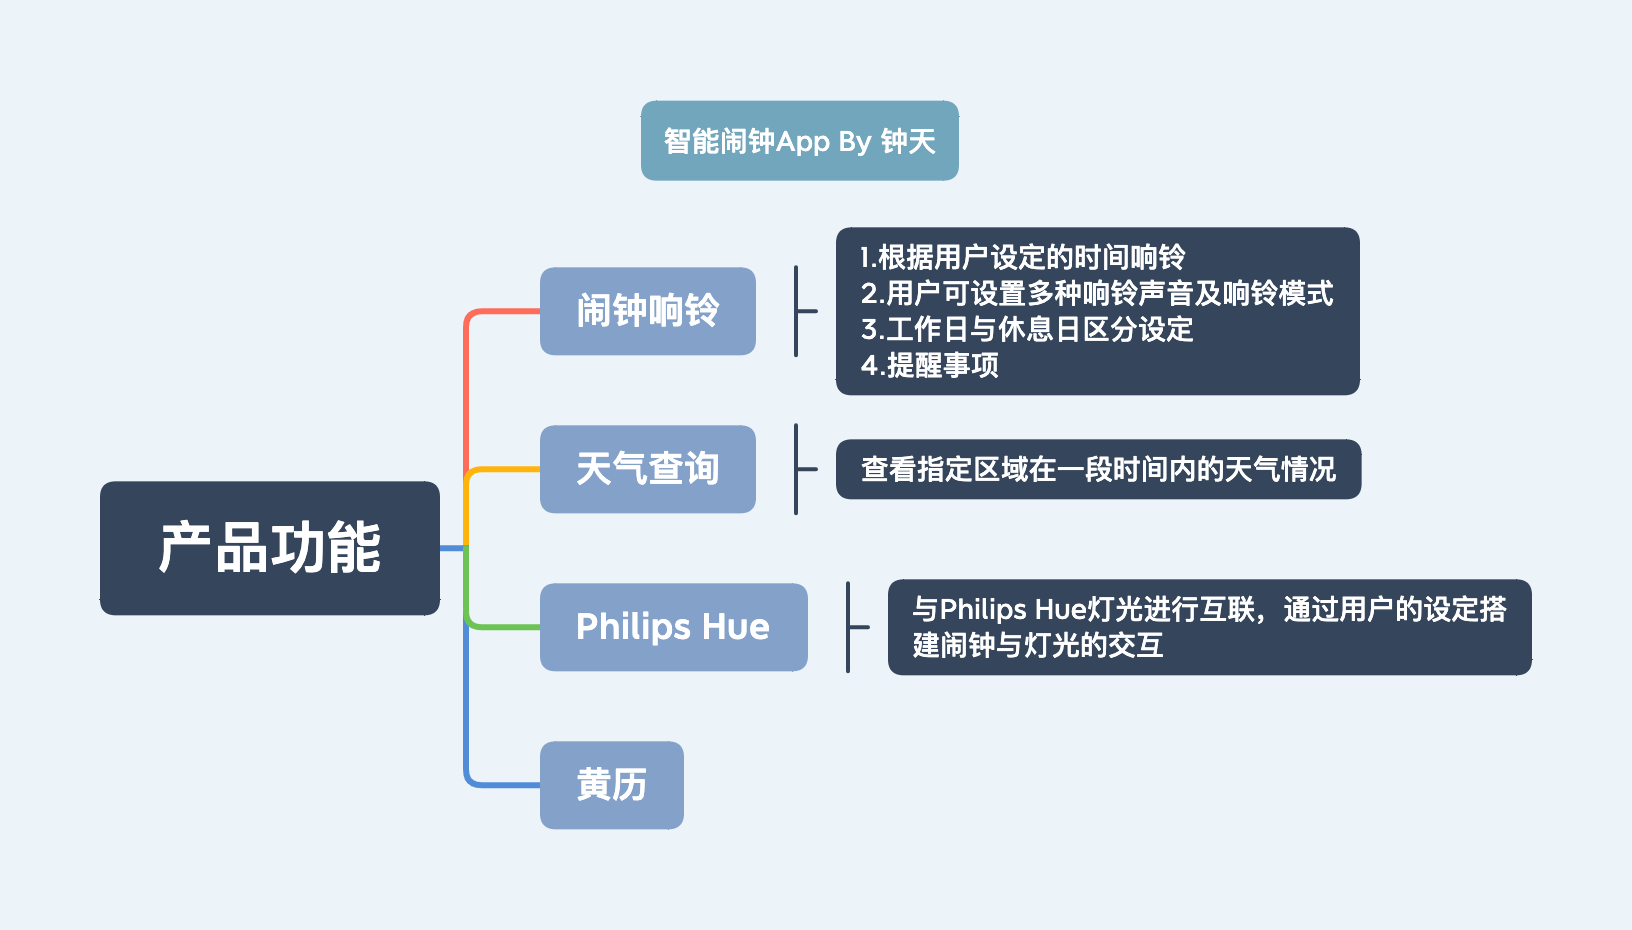 智能闹钟App By 钟天
产品功能
闹钟响铃
1.根据用户设定的时间响铃
2.用户可设置多种响铃声音及响铃模式
3.工作日与休息日区分设定
4.提醒事项
天气查询
查看指定区域在一段时间内的天气情况
Philips Hue
与Philips Hue灯光进行互联，通过用户的设定搭
建闹钟与灯光的交互
黄历